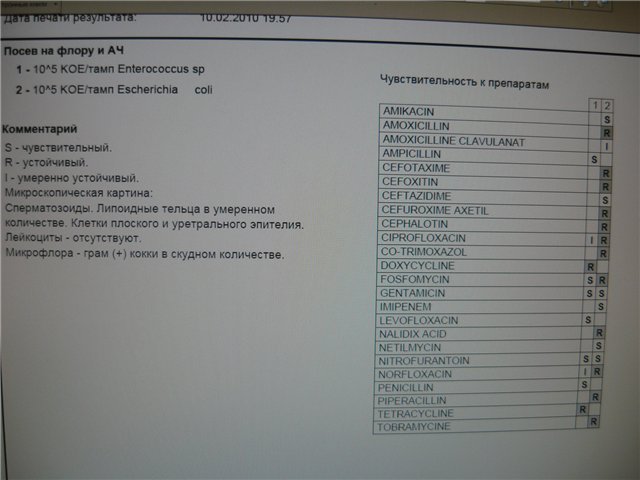 Дата печати результата: 10.02.2010 19:57
Посев на флору и АЧ
1 - 10^5 КОЕ/тамп Enterococcus sp
2 - 10^5 КОЕ/тамп Escherichia coli
Комментарий
S - чувствительный.
R - устойчивый.
I - умеренно устойчивый.
Микроскопическая картина:
Сперматозоиды. Липоидные тельца в умеренном
количестве. Клетки плоского и уретрального эпителия.
Лейкоциты - отсутствуют.
Микрофлора - грам (+) кокки в скудном количестве.
Чувствительность к препаратам
1 2
AMIKACIN S
AMOXICILLIN R
AMOXICILLINE CLAVULANAT I
AMPICILLIN S
CEFOTAXIME R
CEFOXITIN R
CEFTAZIDIME S
CEFUROXIME AXETIL R
CEPHALOTIN R
CIPROFLOXACIN I R
CO-TRIMOXAZOL R
DOXYCYCLINE R
FOSFOMYCIN S R
GENTAMICIN S S
IMIPENEM S
LEVOFLOXACIN S
NALIDIX ACID R
NETILMYCIN S
NITROFURANTOIN S S
NORFLOXACIN I R
PENICILLIN S
PIPERACILLIN R
TETRACYCLINE R
TOBRAMYCINE R